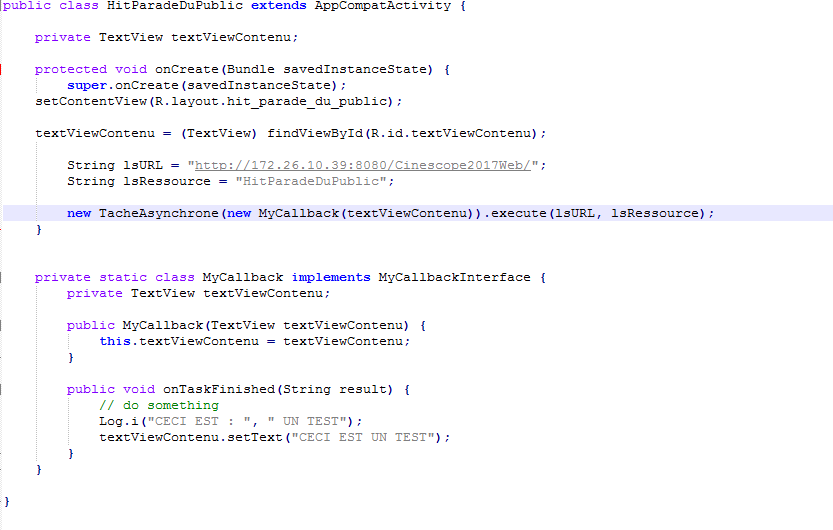 public class HitParadeDuPublic extends AppCompatActivity {
private TextView textViewContenu;
protected void onCreate(Bundle savedInstanceState) {
super.onCreate(savedInstanceState);
setContentView(R.layout.hit_parade_du_public);
textViewContenu = (TextView) findViewById(R.id.textViewContenu);
String lsURL = "http://172.26.10.39:8080/Cinescope2017Web/";
String lsRessource = "HitParadeDuPublic";
new TacheAsynchrone(new MyCallback(textViewContenu)).execute(lsURL, lsRessource);
}
private static class MyCallback implements MyCallbackInterface {
private TextView textViewContenu;
public MyCallback(TextView textViewContenu) {
this.textViewContenu = textViewContenu;
}
public void onTaskFinished(String result) {
// do something
Log.i("CECI EST : ", " UN TEST");
textViewContenu.setText("CECI EST UN TEST");
}
}
}